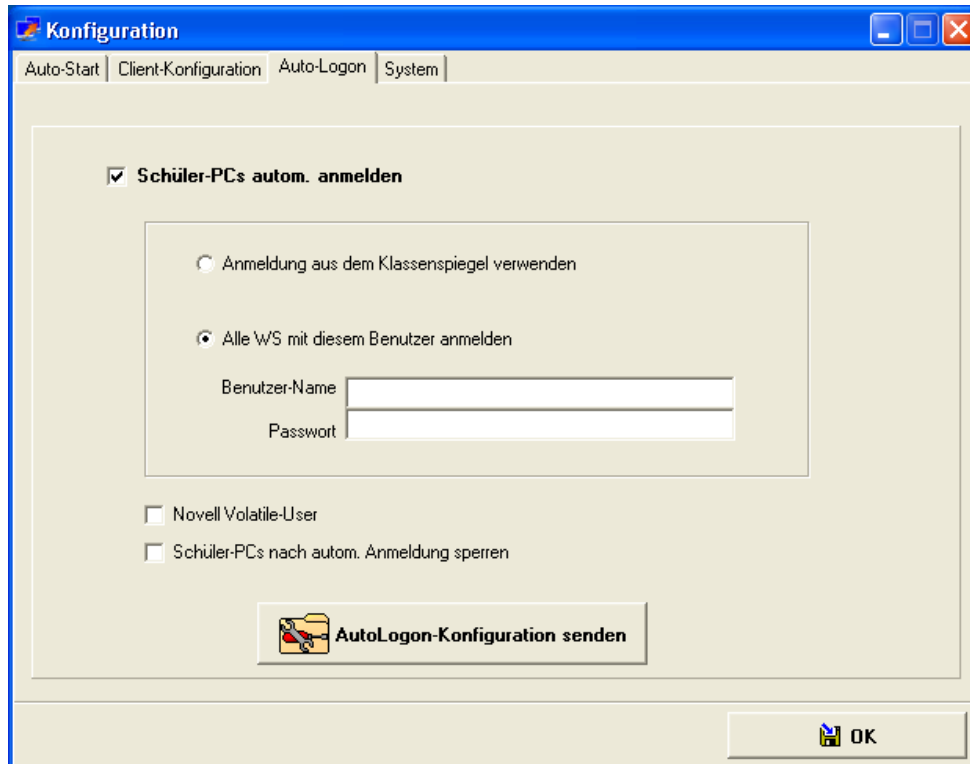 Konfiguration
Auto-Start Client-Konfiguration Auto-Logon System
Schüler-PCs autom. anmelden
Anmeldung aus dem Klassenspiegel verwenden
Alle WS mit diesem Benutzer anmelden
Benutzer-Name
Passwort
Novell Volatile-User
Schüler-PCs nach autom. Anmeldung sperren
AutoLogon-Konfiguration senden
OK